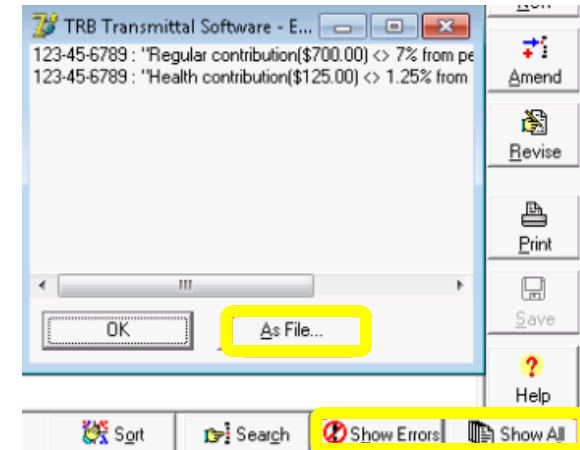 TRB Transmittal Software - E...
123-45-6789 : "Regular contribution($700.00) <> 7% from pe
123-45-6789 : "Health contribution($125.00) <> 1.25% from
OK
As File...
Amend
Revise
Print
Save
?
Help
Sort
Search
Show Errors
Show All